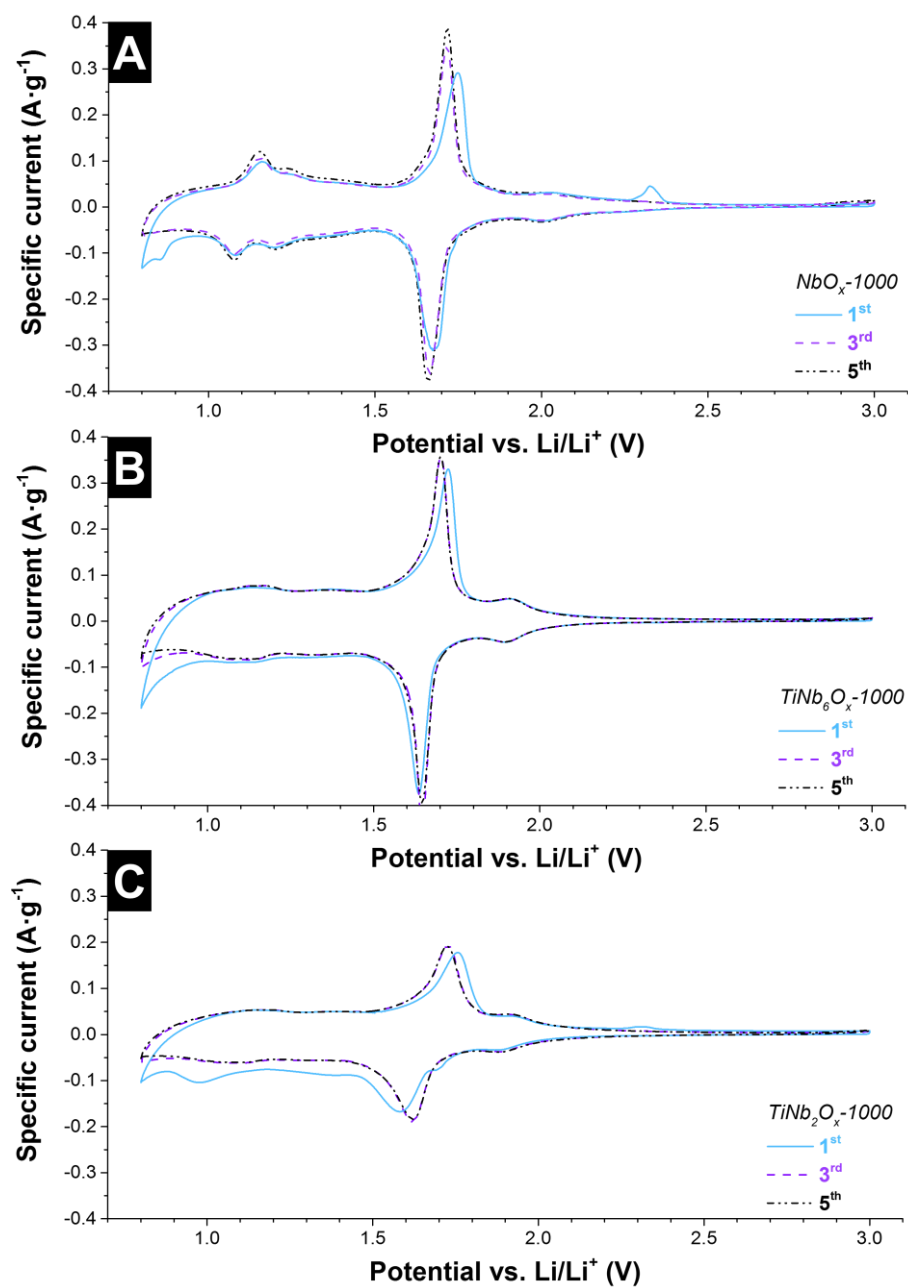 A
Specific current (A·g⁻¹)
0.4
0.3
0.2
0.1
0.0
-0.1
-0.2
-0.3
-0.4
1.0 1.5 2.0 2.5 3.0
Potential vs. Li/Li⁺ (V)
NbOₓ-1000
1ˢᵗ
3ʳᵈ
5ᵗʰ
B
Specific current (A·g⁻¹)
0.4
0.3
0.2
0.1
0.0
-0.1
-0.2
-0.3
-0.4
1.0 1.5 2.0 2.5 3.0
Potential vs. Li/Li⁺ (V)
TiNb₆Oₓ-1000
1ˢᵗ
3ʳᵈ
5ᵗʰ
C
Specific current (A·g⁻¹)
0.4
0.3
0.2
0.1
0.0
-0.1
-0.2
-0.3
-0.4
1.0 1.5 2.0 2.5 3.0
Potential vs. Li/Li⁺ (V)
TiNb₂Oₓ-1000
1ˢᵗ
3ʳᵈ
5ᵗʰ